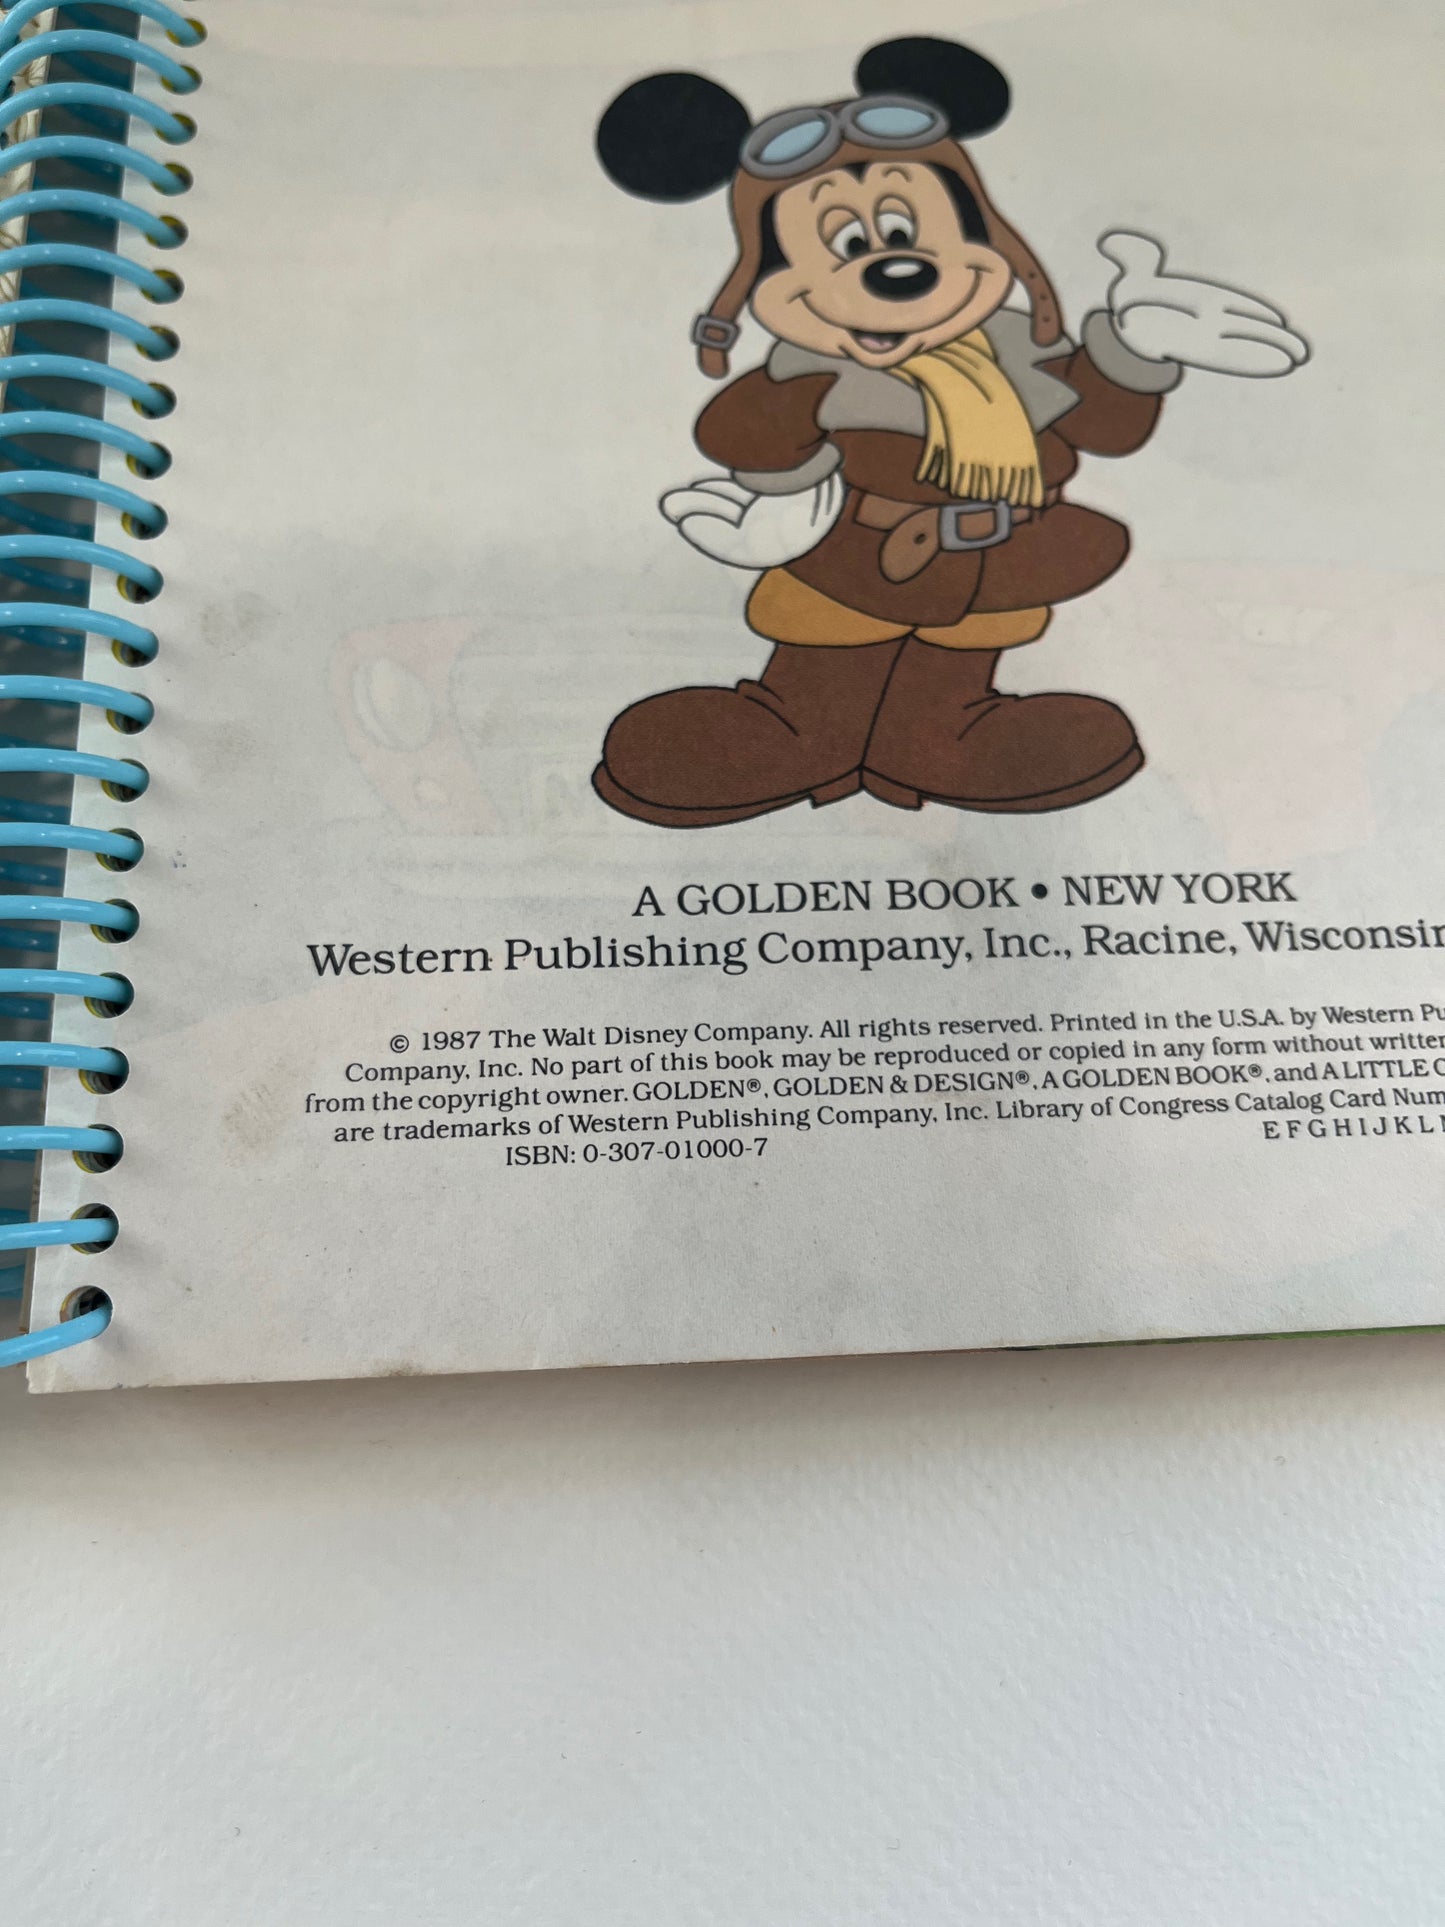 A GOLDEN BOOK • NEW YORK
Western Publishing Company, Inc., Racine, Wisconsin
© 1987 The Walt Disney Company. All rights reserved. Printed in the U.S.A. by Western Pu
Company, Inc. No part of this book may be reproduced or copied in any form without written
from the copyright owner. GOLDEN®, GOLDEN & DESIGN®, A GOLDEN BOOK®, and A LITTLE
are trademarks of Western Publishing Company, Inc. Library of Congress Catalog Card Num
ISBN: 0-307-01000-7 E F G H I J K L